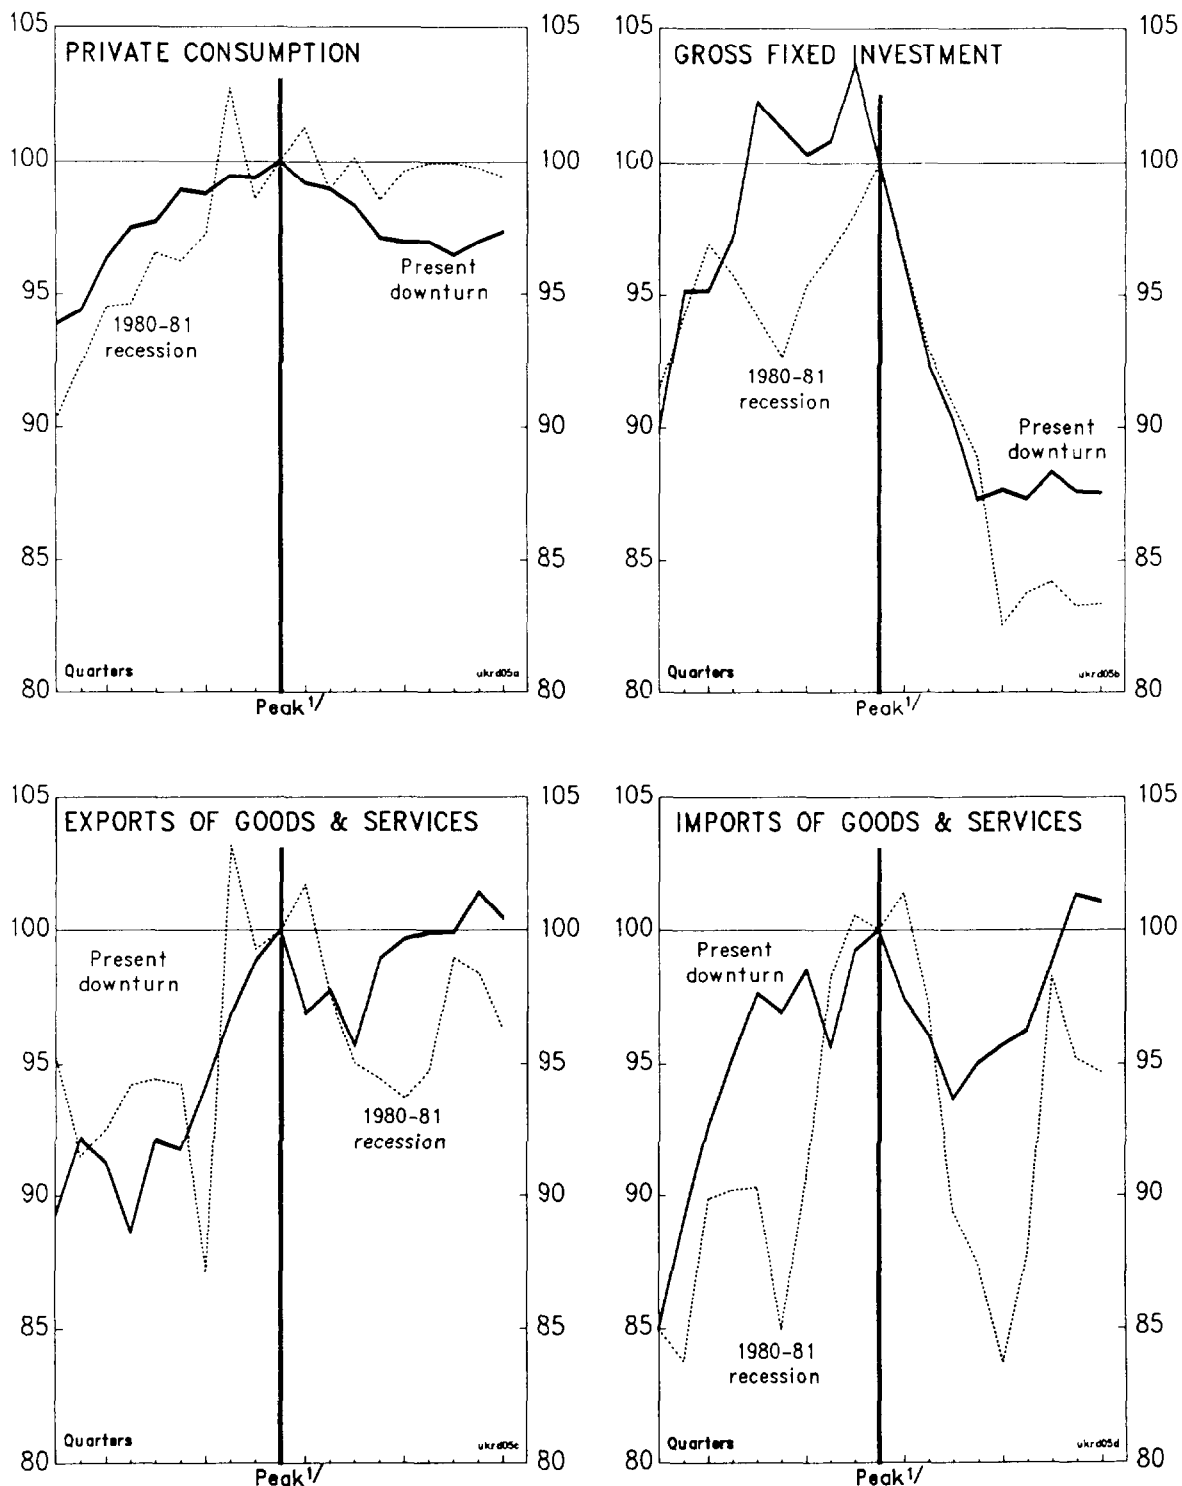 PRIVATE CONSUMPTION
105
105
100
100
95
95
90
90
85
85
80
80
1980-81
recession
Present
downturn
Quarters
ukrd05a
Peak1/
GROSS FIXED INVESTMENT
105
105
100
100
95
95
90
90
85
85
80
80
1980-81
recession
Present
downturn
Quarters
ukrd05b
Peak1/
EXPORTS OF GOODS & SERVICES
105
105
100
100
95
95
90
90
85
85
80
80
Present
downturn
1980-81
recession
Quarters
ukrd05c
Peak1/
IMPORTS OF GOODS & SERVICES
105
105
100
100
95
95
90
90
85
85
80
80
Present
downturn
1980-81
recession
Quarters
ukrd05d
Peak1/